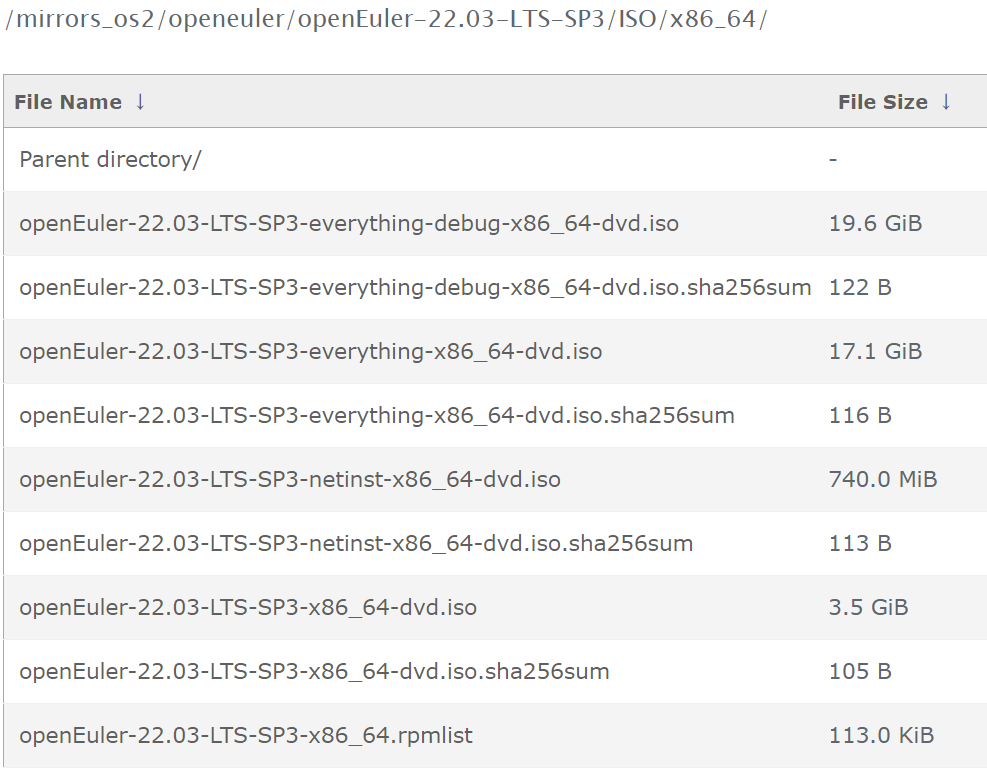 /mirrors_os2/openeuler/openEuler-22.03-LTS-SP3/ISO/x86_64/
File Name ↓ File Size ↓
Parent directory/ -
openEuler-22.03-LTS-SP3-everything-debug-x86_64-dvd.iso 19.6 GiB
openEuler-22.03-LTS-SP3-everything-debug-x86_64-dvd.iso.sha256sum 122 B
openEuler-22.03-LTS-SP3-everything-x86_64-dvd.iso 17.1 GiB
openEuler-22.03-LTS-SP3-everything-x86_64-dvd.iso.sha256sum 116 B
openEuler-22.03-LTS-SP3-netinst-x86_64-dvd.iso 740.0 MiB
openEuler-22.03-LTS-SP3-netinst-x86_64-dvd.iso.sha256sum 113 B
openEuler-22.03-LTS-SP3-x86_64-dvd.iso 3.5 GiB
openEuler-22.03-LTS-SP3-x86_64-dvd.iso.sha256sum 105 B
openEuler-22.03-LTS-SP3-x86_64.rpmlist 113.0 KiB